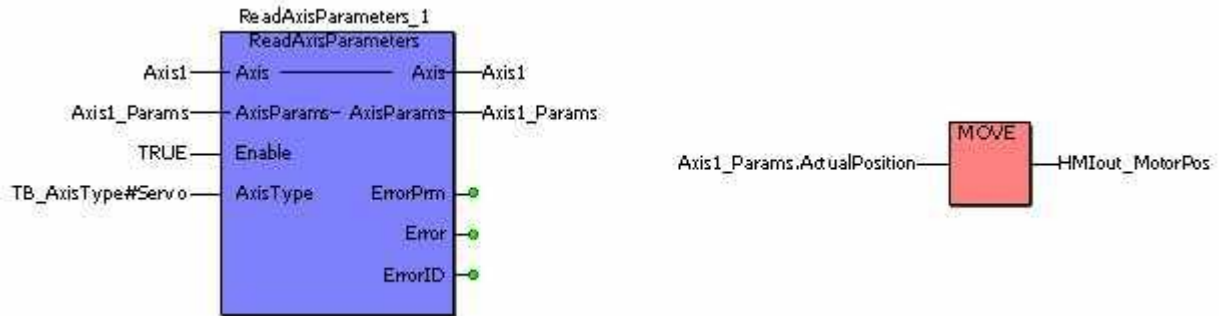 ReadAxisParameters_1
ReadAxisParameters
Axis1 Axis Axis Axis1
Axis1_Params AxisParams AxisParams Axis1_Params
TRUE Enable
TB_AxisType#Servo AxisType ErrorPrm
Error
ErrorID
MOVE
Axis1_Params.ActualPosition HMIout_MotorPos